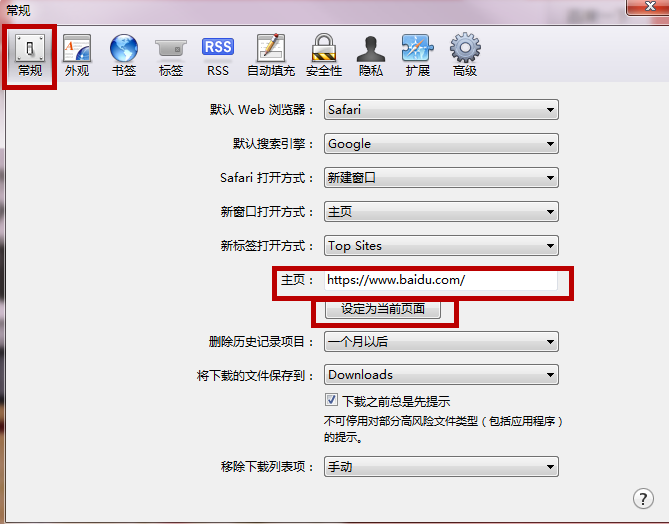 常规
常规 外观 书签 标签 RSS RSS 自动填充 安全性 隐私 扩展 高级
默认 Web 浏览器： Safari
默认搜索引擎： Google
Safari 打开方式： 新建窗口
新窗口打开方式： 主页
新标签打开方式： Top Sites
主页： https://www.baidu.com/
设定为当前页面
删除历史记录项目： 一个月以后
将下载的文件保存到： Downloads
下载之前总是先提示
不可停用对部分高风险文件类型（包括应用程序）
的提示。
移除下载列表项： 手动
?